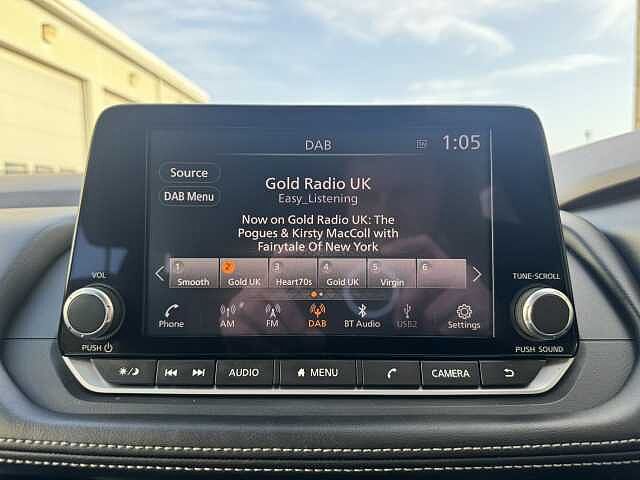 DAB
1:05
Source
DAB Menu
Gold Radio UK
Easy_Listening
Now on Gold Radio UK: The
Pogues & Kirsty MacColl with
Fairytale Of New York
1 2 3 4 5 6
Smooth Gold UK Heart70s Gold UK Virgin
Phone AM FM DAB BT Audio USB2 Settings
VOL
PUSH
TUNE·SCROLL
PUSH SOUND
AUDIO MENU CAMERA